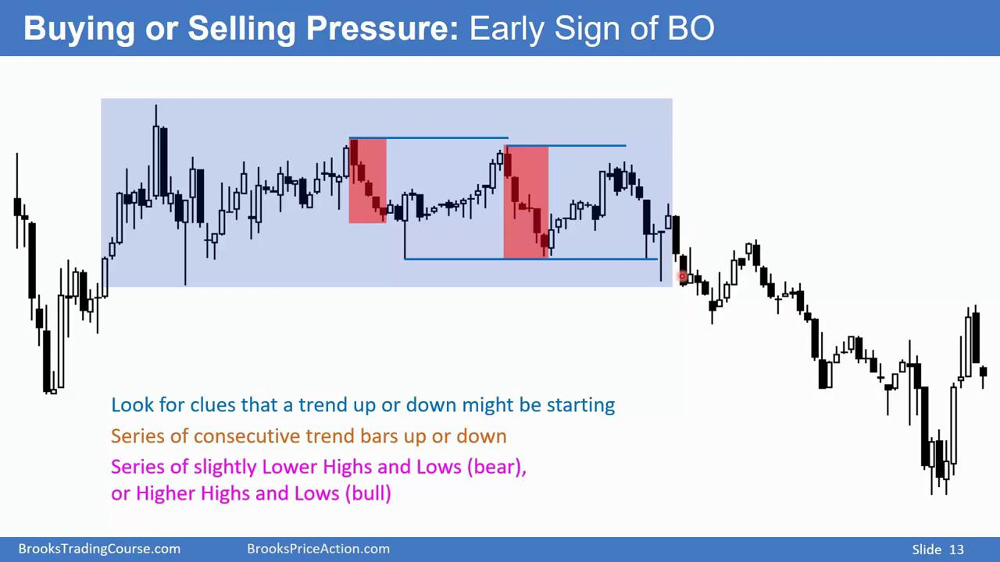 Buying or Selling Pressure: Early Sign of BO
Look for clues that a trend up or down might be starting
Series of consecutive trend bars up or down
Series of slightly Lower Highs and Lows (bear),
or Higher Highs and Lows (bull)
BrooksTradingCourse.com
BrooksPriceAction.com
Slide 13